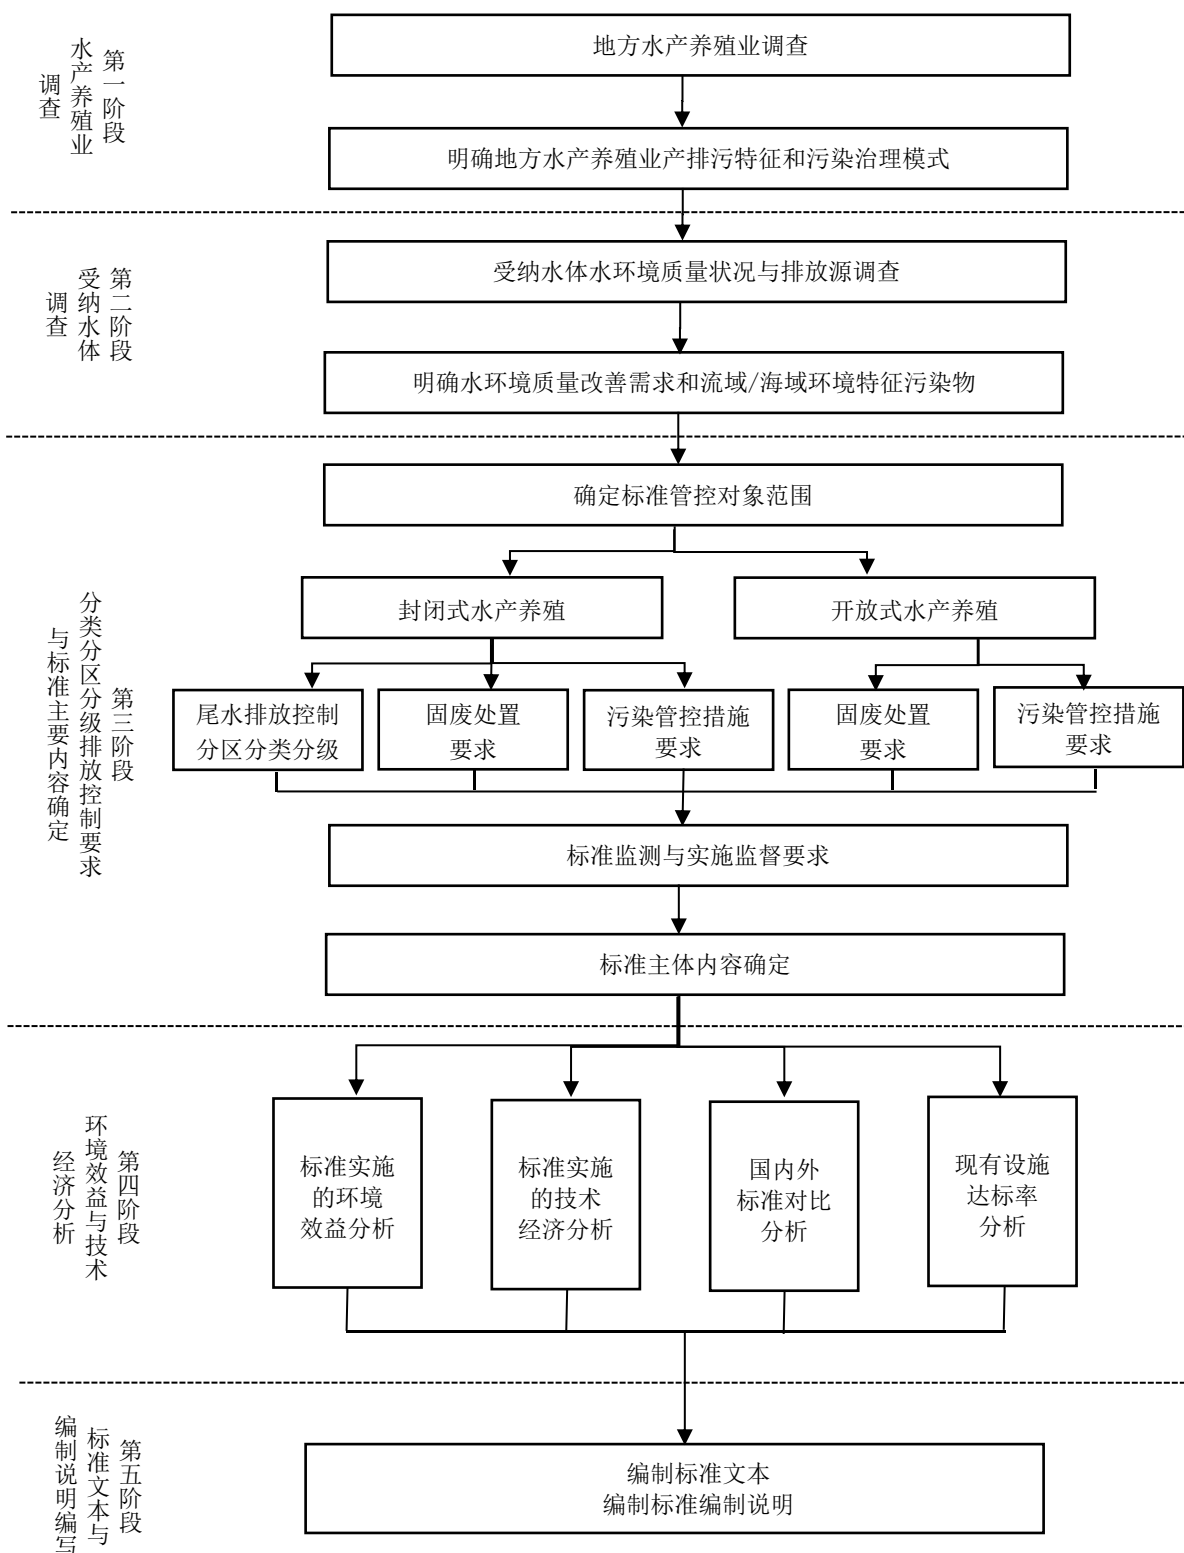 第一阶段
水产养殖业
调查
地方水产养殖业调查
明确地方水产养殖业产排污特征和污染治理模式
第二阶段
受纳水体
调查
受纳水体水环境质量状况与排放源调查
明确水环境质量改善需求和流域/海域环境特征污染物
第三阶段
分类分区分级排放控制要求
与标准主要内容确定
确定标准管控对象范围
封闭式水产养殖
开放式水产养殖
尾水排放控制
分区分类分级
固废处置
要求
污染管控措施
要求
固废处置
要求
污染管控措施
要求
标准监测与实施监督要求
标准主体内容确定
第四阶段
环境效益与技术
经济分析
标准实施
的环境
效益分析
标准实施
的技术
经济分析
国内外
标准对比
分析
现有设施
达标率
分析
第五阶段
标准文本与
编制说明编写
编制标准文本
编制标准编制说明